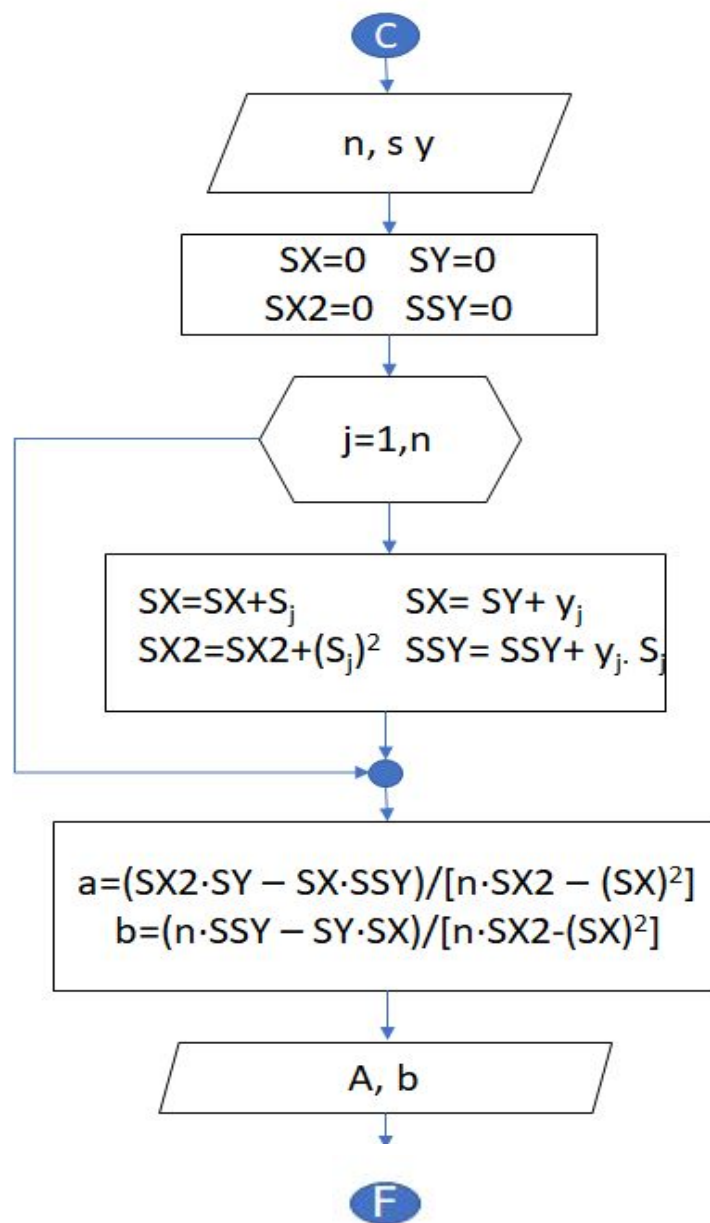 C
n, s y
SX=0 SY=0
SX2=0 SSY=0
j=1,n
SX=SX+Sⱼ SX= SY+ yⱼ
SX2=SX2+(Sⱼ)² SSY= SSY+ yⱼ. Sⱼ
a=(SX2·SY – SX·SSY)/[n·SX2 – (SX)²]
b=(n·SSY – SY·SX)/[n·SX2-(SX)²]
A, b
F